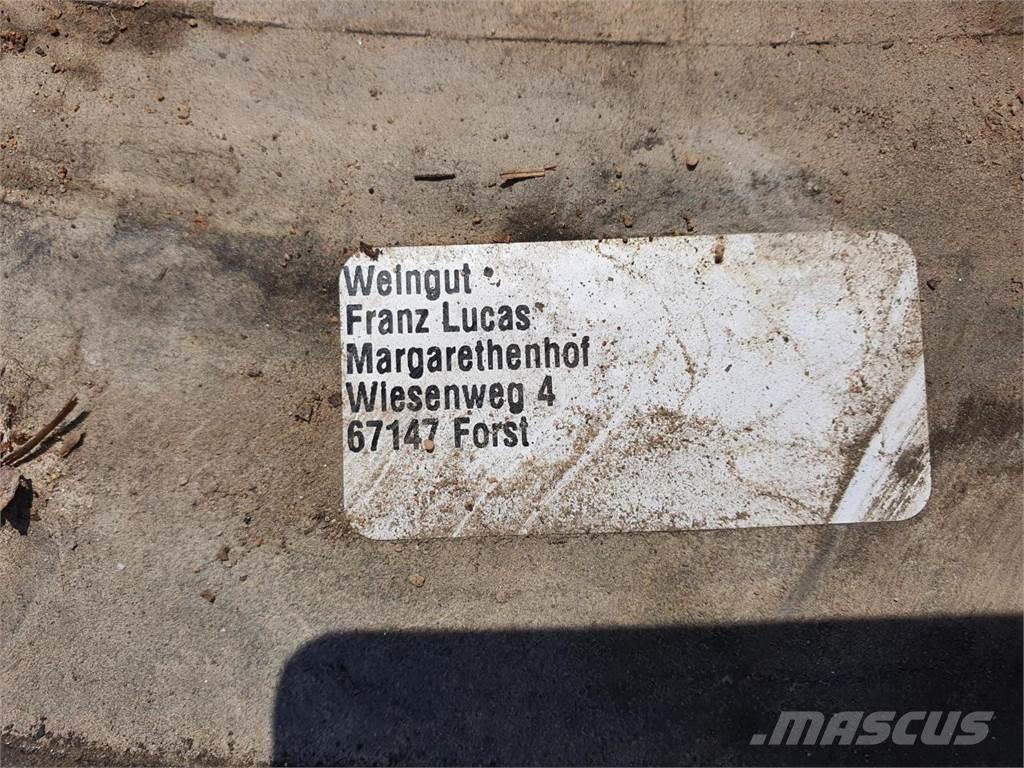 Weingut
Franz Lucas
Margarethenhof
Wiesenweg 4
67147 Forst
MASCUS